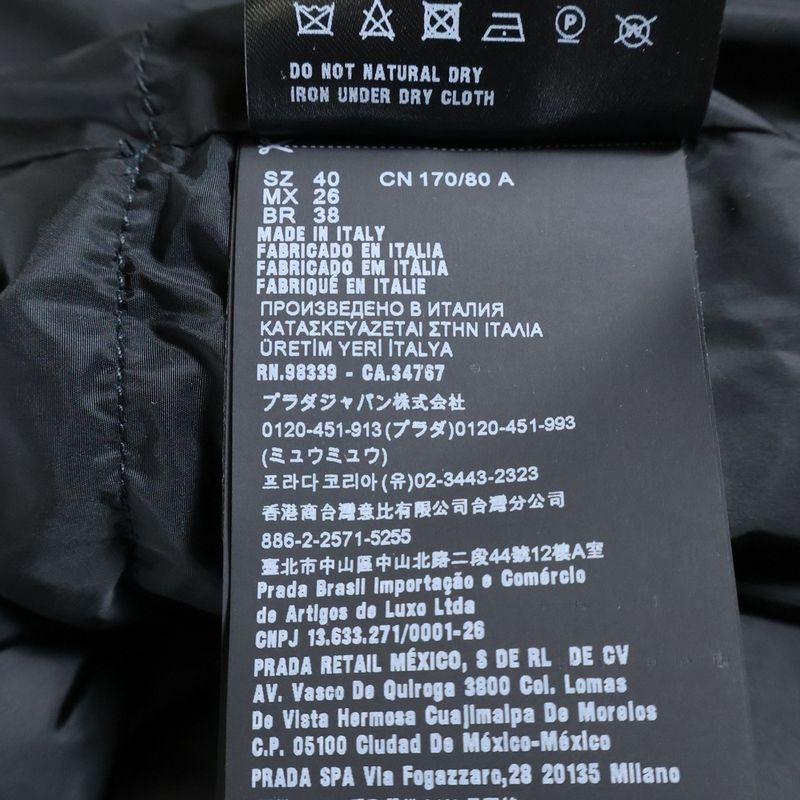 DO NOT NATURAL DRY
IRON UNDER DRY CLOTH
SZ 40 CN 170/80 A
MX 26
BR 38
MADE IN ITALY
FABRICADO EN ITALIA
FABRICADO EM ITÁLIA
FABRIQUÉ EN ITALIE
ПРОИЗВЕДЕНО В ИТАЛИЯ
ΚΑΤΑΣΚΕΥΑΖΕΤΑΙ ΣΤΗΝ ΙΤΑΛΙΑ
ÜRETİM YERİ İTALYA
RN.98339 - CA.34767
プラダジャパン株式会社
0120-451-913(プラダ)0120-451-993
(ミュウミュウ)
프라다코리아(유)02-3443-2323
香港商台灣意比有限公司台灣分公司
886-2-2571-5255
臺北市中山區中山北路二段44號12樓A室
Prada Brasil Importação e Comércio
de Artigos de Luxo Ltda
CNPJ 13.633.271/0001-26
PRADA RETAIL MÉXICO, S DE RL DE CV
AV. Vasco De Quiroga 3800 Col. Lomas
De Vista Hermosa Cuajimalpa De Morelos
C.P. 05100 Ciudad De México-México
PRADA SPA Via Fogazzaro,28 20135 Milano